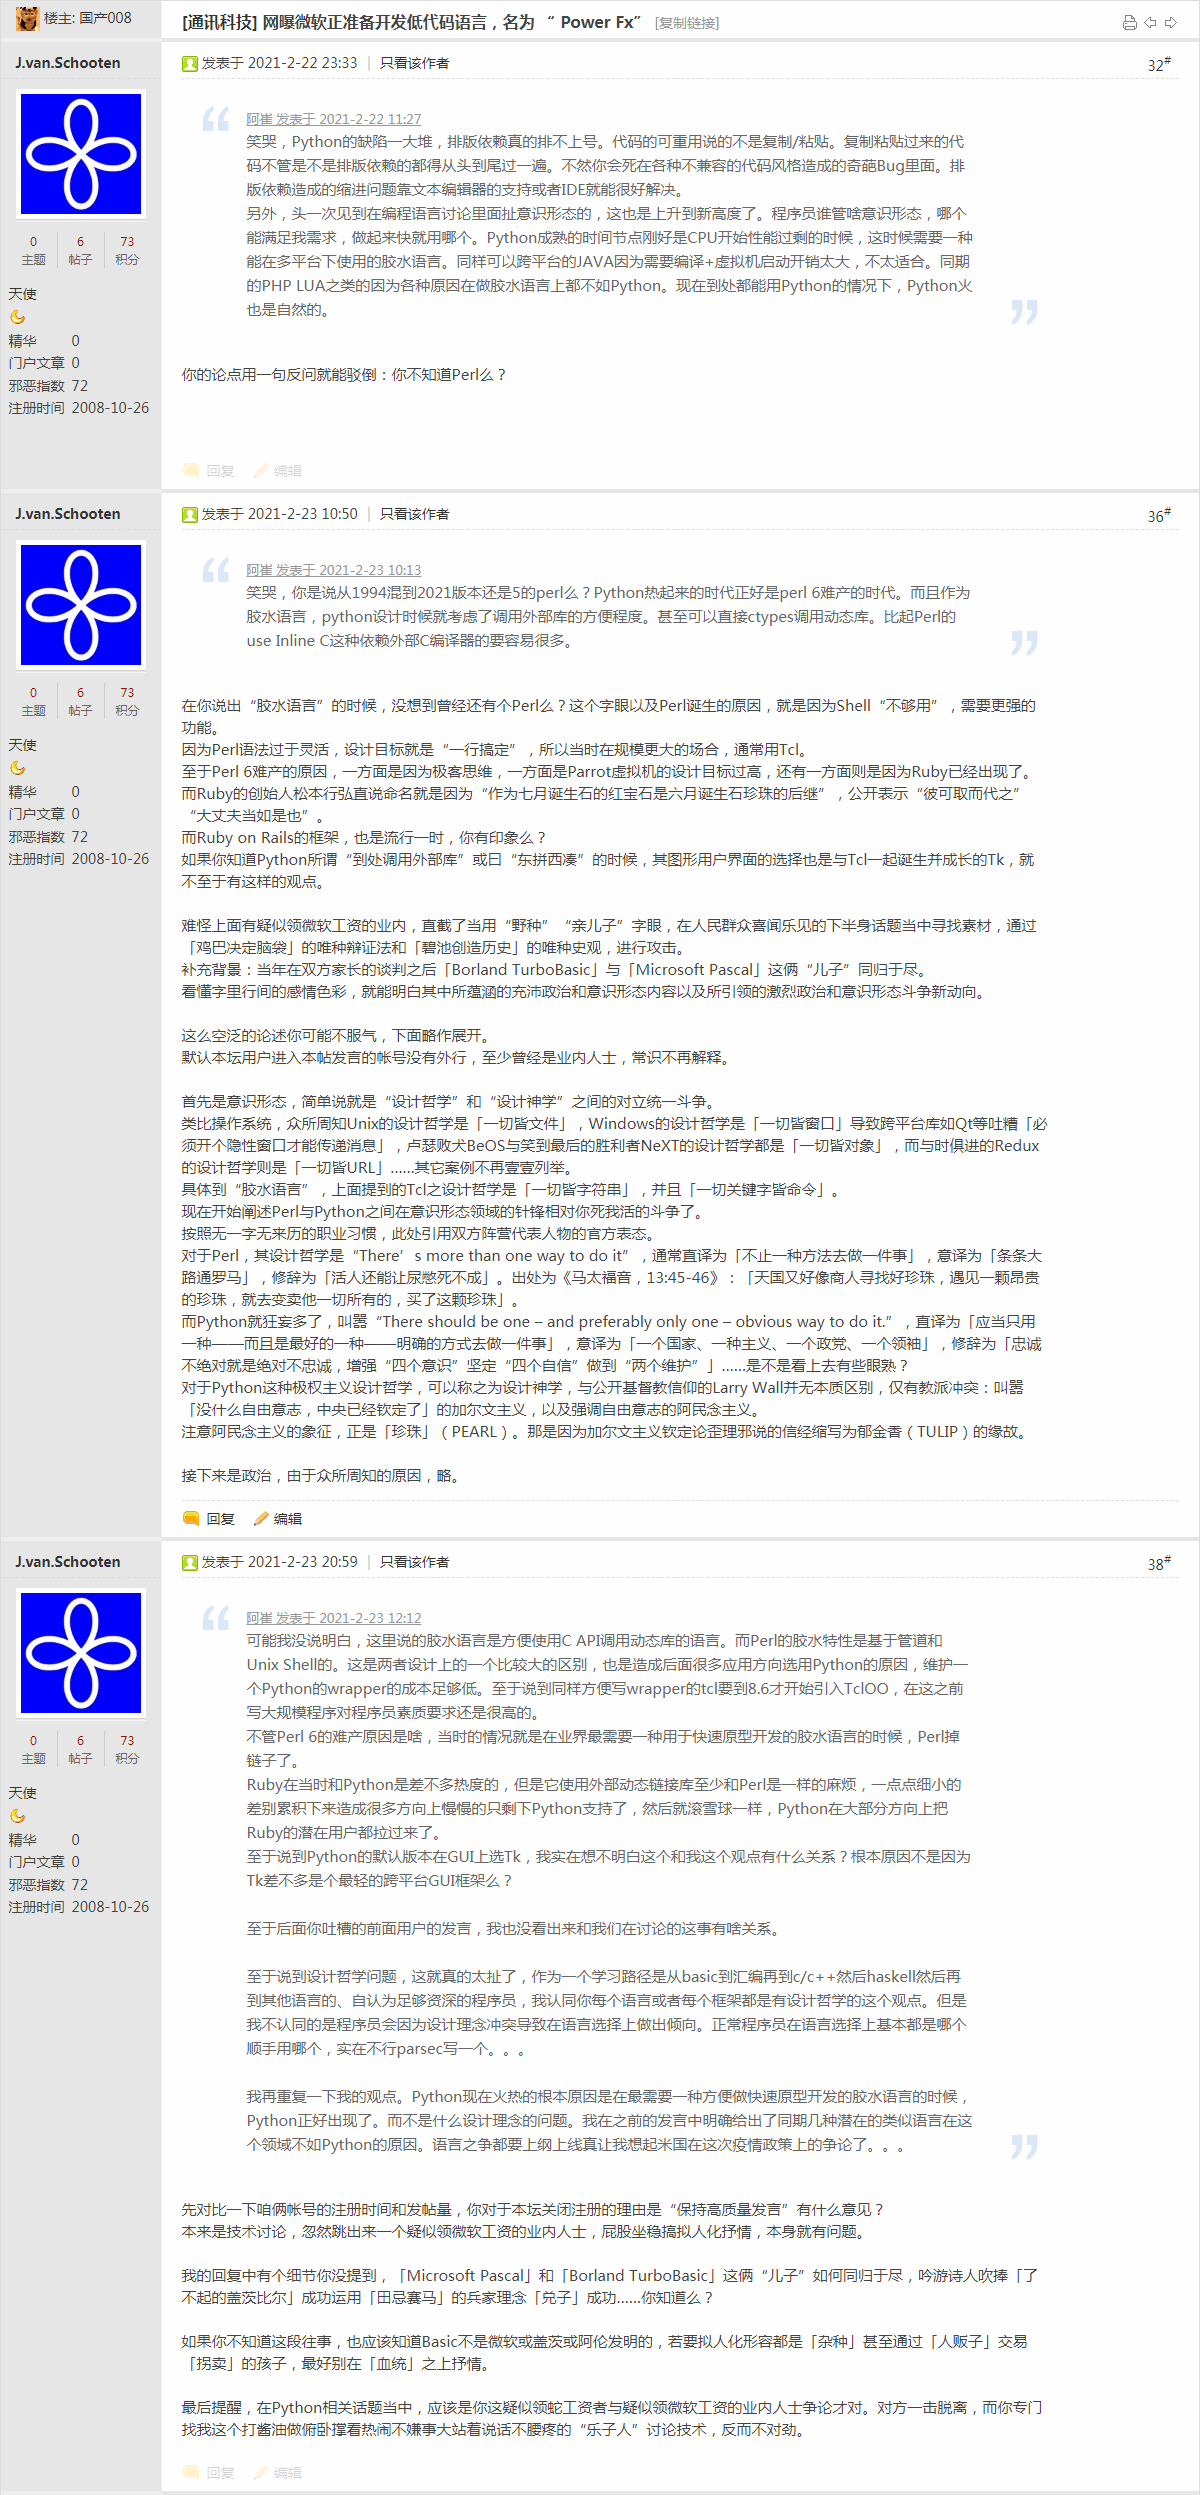 楼主: 国产008
[通讯科技] 网曝微软正准备开发低代码语言，名为 “ Power Fx” [复制链接]
J.van.Schooten
发表于 2021-2-22 23:33 | 只看该作者
32#
0 6 73
主题 帖子 积分
天使
精华 0
门户文章 0
邪恶指数 72
注册时间 2008-10-26
阿崔 发表于 2021-2-22 11:27
笑哭，Python的缺陷一大堆，排版依赖真的排不上号。代码的可重用说的不是复制/粘贴。复制粘贴过来的代
码不管是不是排版依赖的都得从头到尾过一遍。不然你会死在各种不兼容的代码风格造成的奇葩Bug里面。排
版依赖造成的缩进问题靠文本编辑器的支持或者IDE就能很好解决。
另外，头一次见到在编程语言讨论里面扯意识形态的，这也是上升到新高度了。程序员谁管啥意识形态，哪个
能满足我需求，做起来快就用哪个。Python成熟的时间节点刚好是CPU开始性能过剩的时候，这时候需要一种
能在多平台下使用的胶水语言。同样可以跨平台的JAVA因为需要编译+虚拟机启动开销太大，不太适合。同期
的PHP LUA之类的因为各种原因在做胶水语言上都不如Python。现在到处都能用Python的情况下，Python火
也是自然的。
你的论点用一句反问就能驳倒：你不知道Perl么？
回复 编辑
J.van.Schooten
发表于 2021-2-23 10:50 | 只看该作者
36#
0 6 73
主题 帖子 积分
天使
精华 0
门户文章 0
邪恶指数 72
注册时间 2008-10-26
阿崔 发表于 2021-2-23 10:13
笑哭，你是说从1994混到2021版本还是5的perl么？Python热起来的时代正好是perl 6难产的时代。而且作为
胶水语言，python设计时候就考虑了调用外部库的方便程度。甚至可以直接ctypes调用动态库。比起Perl的
use Inline C这种依赖外部C编译器的要容易很多。
在你说出“胶水语言”的时候，没想到曾经还有个Perl么？这个字眼以及Perl诞生的原因，就是因为Shell“不够用”，需要更强的
功能。
因为Perl语法过于灵活，设计目标就是“一行搞定”，所以当时在规模更大的场合，通常用Tcl。
至于Perl 6难产的原因，一方面是因为极客思维，一方面是Parrot虚拟机的设计目标过高，还有一方面则是因为Ruby已经出现了。
而Ruby的创始人松本行弘直说命名就是因为“作为七月诞生石的红宝石是六月诞生石珍珠的后继”，公开表示“彼可取而代之”
“大丈夫当如是也”。
而Ruby on Rails的框架，也是流行一时，你有印象么？
如果你知道Python所谓“到处调用外部库”或曰“东拼西凑”的时候，其图形用户界面的选择也是与Tcl一起诞生并成长的Tk，就
不至于有这样的观点。
难怪上面有疑似领微软工资的业内，直截了当用“野种”“亲儿子”字眼，在人民群众喜闻乐见的下半身话题当中寻找素材，通过
「鸡巴决定脑袋」的唯种辩证法和「碧池创造历史」的唯种史观，进行攻击。
补充背景：当年在双方家长的谈判之后「Borland TurboBasic」与「Microsoft Pascal」这俩“儿子”同归于尽。
看懂字里行间的感情色彩，就能明白其中所蕴涵的充沛政治和意识形态内容以及所引领的激烈政治和意识形态斗争新动向。
这么空泛的论述你可能不服气，下面略作展开。
默认本坛用户进入本帖发言的帐号没有外行，至少曾经是业内人士，常识不再解释。
首先是意识形态，简单说就是“设计哲学”和“设计神学”之间的对立统一斗争。
类比操作系统，众所周知Unix的设计哲学是「一切皆文件」，Windows的设计哲学是「一切皆窗口」导致跨平台库如Qt等吐糟「必
须开个隐性窗口才能传递消息」，卢瑟败犬BeOS与笑到最后的胜利者NeXT的设计哲学都是「一切皆对象」，而与时俱进的Redux
的设计哲学则是「一切皆URL」……其它案例不再壹壹列举。
具体到“胶水语言”，上面提到的Tcl之设计哲学是「一切皆字符串」，并且「一切关键字皆命令」。
现在开始阐述Perl与Python之间在意识形态领域的针锋相对你死我活的斗争了。
按照无一字无来历的职业习惯，此处引用双方阵营代表人物的官方表态。
对于Perl，其设计哲学是“There’s more than one way to do it”，通常直译为「不止一种方法去做一件事」，意译为「条条大
路通罗马」，修辞为「活人还能让尿憋死不成」。出处为《马太福音，13:45-46》：「天国又好像商人寻找好珍珠，遇见一颗昂贵
的珍珠，就去变卖他一切所有的，买了这颗珍珠」。
而Python就狂妄多了，叫嚣“There should be one – and preferably only one – obvious way to do it.”，直译为「应当只用
一种——而且是最好的一种——明确的方式去做一件事」，意译为「一个国家、一种主义、一个政党、一个领袖」，修辞为「忠诚
不绝对就是绝对不忠诚，增强“四个意识”坚定“四个自信”做到“两个维护”」……是不是看上去有些眼熟？
对于Python这种极权主义设计哲学，可以称之为设计神学，与公开基督教信仰的Larry Wall并无本质区别，仅有教派冲突：叫嚣
「没什么自由意志，中央已经钦定了」的加尔文主义，以及强调自由意志的阿民念主义。
注意阿民念主义的象征，正是「珍珠」（PEARL）。那是因为加尔文主义钦定论歪理邪说的信经缩写为郁金香（TULIP）的缘故。
接下来是政治，由于众所周知的原因，略。
回复 编辑
J.van.Schooten
发表于 2021-2-23 20:59 | 只看该作者
38#
0 6 73
主题 帖子 积分
天使
精华 0
门户文章 0
邪恶指数 72
注册时间 2008-10-26
阿崔 发表于 2021-2-23 12:12
可能我没说明白，这里说的胶水语言是方便使用C API调用动态库的语言。而Perl的胶水特性是基于管道和
Unix Shell的。这是两者设计上的一个比较大的区别，也是造成后面很多应用方向选用Python的原因，维护一
个Python的wrapper的成本足够低。至于说到同样方便写wrapper的tcl要到8.6才开始引入TclOO，在这之前
写大规模程序对程序员素质要求还是很高的。
不管Perl 6的难产原因是啥，当时的情况就是在业界最需要一种用于快速原型开发的胶水语言的时候，Perl掉
链子了。
Ruby在当时和Python是差不多热度的，但是它使用外部动态链接库至少和Perl是一样的麻烦，一点点细小的
差别累积下来造成很多方向上慢慢的只剩下Python支持了，然后就滚雪球一样，Python在大部分方向上把
Ruby的潜在用户都拉过来了。
至于说到Python的默认版本在GUI上选Tk，我实在想不明白这个和我这个观点有什么关系？根本原因不是因为
Tk差不多是个最轻的跨平台GUI框架么？
至于后面你吐槽的前面用户的发言，我也没看出来和我们在讨论的这事有啥关系。
至于说到设计哲学问题，这就真的太扯了，作为一个学习路径是从basic到汇编再到c/c++然后haskell然后再
到其他语言的、自认为足够资深的程序员，我认同你每个语言或者每个框架都是有设计哲学的这个观点。但是
我不认同的是程序员会因为设计理念冲突导致在语言选择上做出倾向。正常程序员在语言选择上基本都是哪个
顺手用哪个，实在不行parsec写一个。。。
我再重复一下我的观点。Python现在火热的根本原因是在最需要一种方便做快速原型开发的胶水语言的时候，
Python正好出现了。而不是什么设计理念的问题。我在之前的发言中明确给出了同期几种潜在的类似语言在这
个领域不如Python的原因。语言之争都要上纲上线真让我想起米国在这次疫情政策上的争论了。。。
先对比一下咱俩帐号的注册时间和发帖量，你对于本坛关闭注册的理由是“保持高质量发言”有什么意见？
本来是技术讨论，忽然跳出来一个疑似领微软工资的业内人士，屁股坐稳搞拟人化抒情，本身就有问题。
我的回复中有个细节你没提到，「Microsoft Pascal」和「Borland TurboBasic」这俩“儿子”如何同归于尽，吟游诗人吹捧「了
不起的盖茨比尔」成功运用「田忌赛马」的兵家理念「兑子」成功……你知道么？
如果你不知道这段往事，也应该知道Basic不是微软或盖茨或阿伦发明的，若要拟人化形容都是「杂种」甚至通过「人贩子」交易
「拐卖」的孩子，最好别在「血统」之上抒情。
最后提醒，在Python相关话题当中，应该是你这疑似领蛇工资者与疑似领微软工资的业内人士争论才对。对方一击脱离，而你专门
找我这个打酱油做俯卧撑看热闹不嫌事大站着说话不腰疼的“乐子人”讨论技术，反而不对劲。
回复 编辑